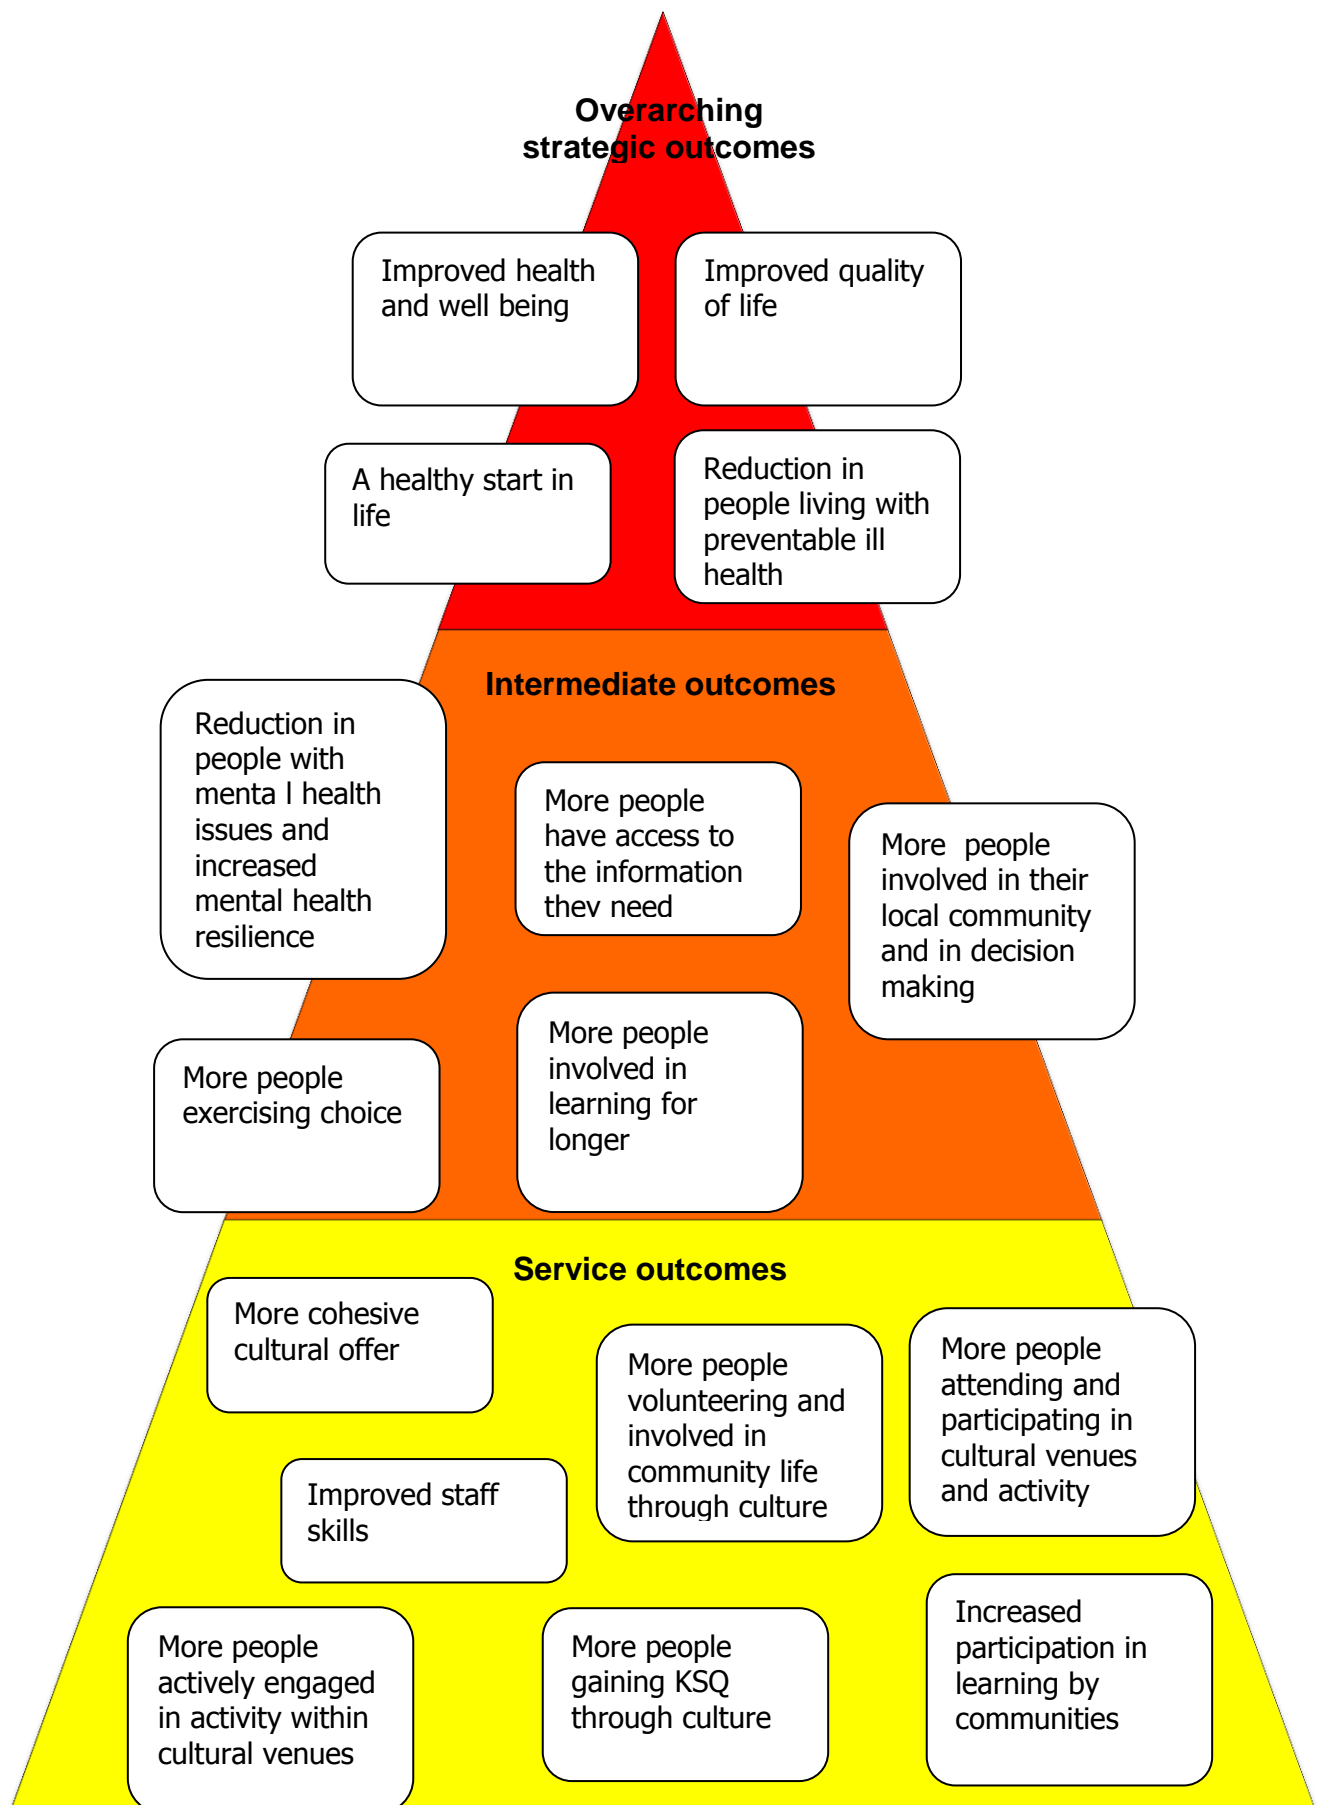 Overarching
strategic outcomes
Improved health
and well being
Improved quality
of life
A healthy start in
life
Reduction in
people living with
preventable ill
health
Intermediate outcomes
Reduction in
people with
menta l health
issues and
increased
mental health
resilience
More people
have access to
the information
they need
More  people
involved in their
local community
and in decision
making
More people
exercising choice
More people
involved in
learning for
longer
Service outcomes
More cohesive
cultural offer
More people
volunteering and
involved in
community life
through culture
More people
attending and
participating in
cultural venues
and activity
Improved staff
skills
More people
actively engaged
in activity within
cultural venues
More people
gaining KSQ
through culture
Increased
participation in
learning by
communities